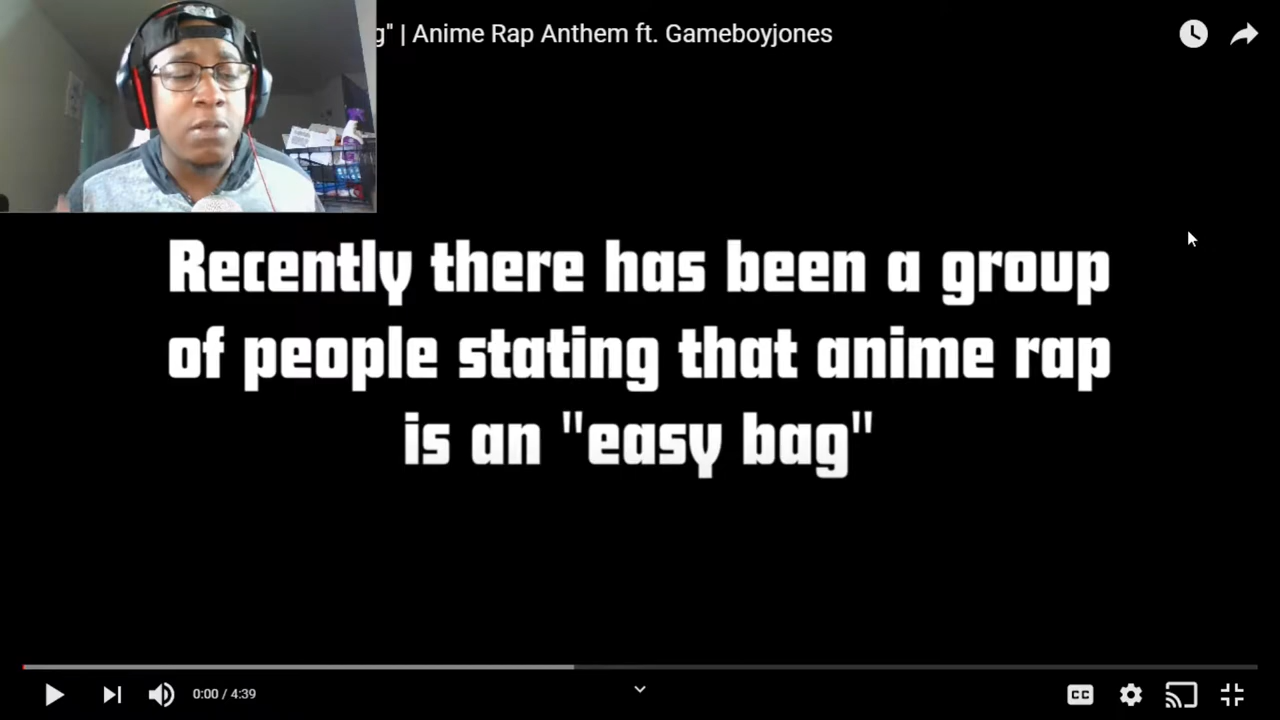 g" | Anime Rap Anthem ft. Gameboyjones
Recently there has been a group
of people stating that anime rap
is an "easy bag"
0:00 / 4:39
CC